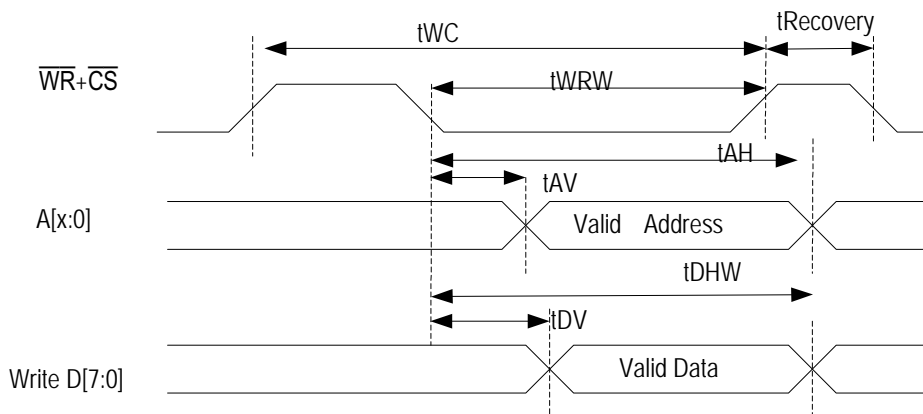 tWC
tRecovery
WR+CS
tWRW
tAH
tAV
A[x:0]
Valid Address
tDHW
tDV
Write D[7:0]
Valid Data